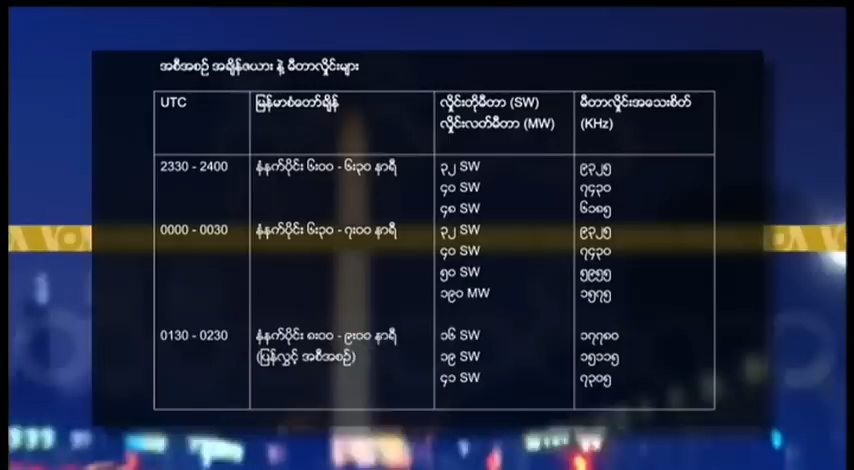 အစီအစဉ် အချိန်ဇယား နဲ့ မီတာလှိုင်းများ
UTC မြန်မာစံတော်ချိန် လှိုင်းတိုမီတာ (SW) မီတာလှိုင်းအသေးစိတ်
လှိုင်းလတ်မီတာ (MW) (KHz)
2330 - 2400 နံနက်ပိုင်း ၆း၀၀ - ၆း၃၀ နာရီ ၃၂ SW ၉၃၂၅
၄၀ SW ၇၄၃၀
၄၈ SW ၆၁၈၅
0000 - 0030 နံနက်ပိုင်း ၆း၃၀ - ၇း၀၀ နာရီ ၃၂ SW ၉၃၂၅
၄၀ SW ၇၄၃၀
၅၀ SW ၅၉၅၅
၁၉၀ MW ၁၅၇၅
0130 - 0230 နံနက်ပိုင်း ၈း၀၀ - ၉း၀၀ နာရီ ၁၆ SW ၁၇၇၈၀
(ပြန်လွှင့် အစီအစဉ်) ၁၉ SW ၁၅၁၁၅
၄၁ SW ၇၃၀၅